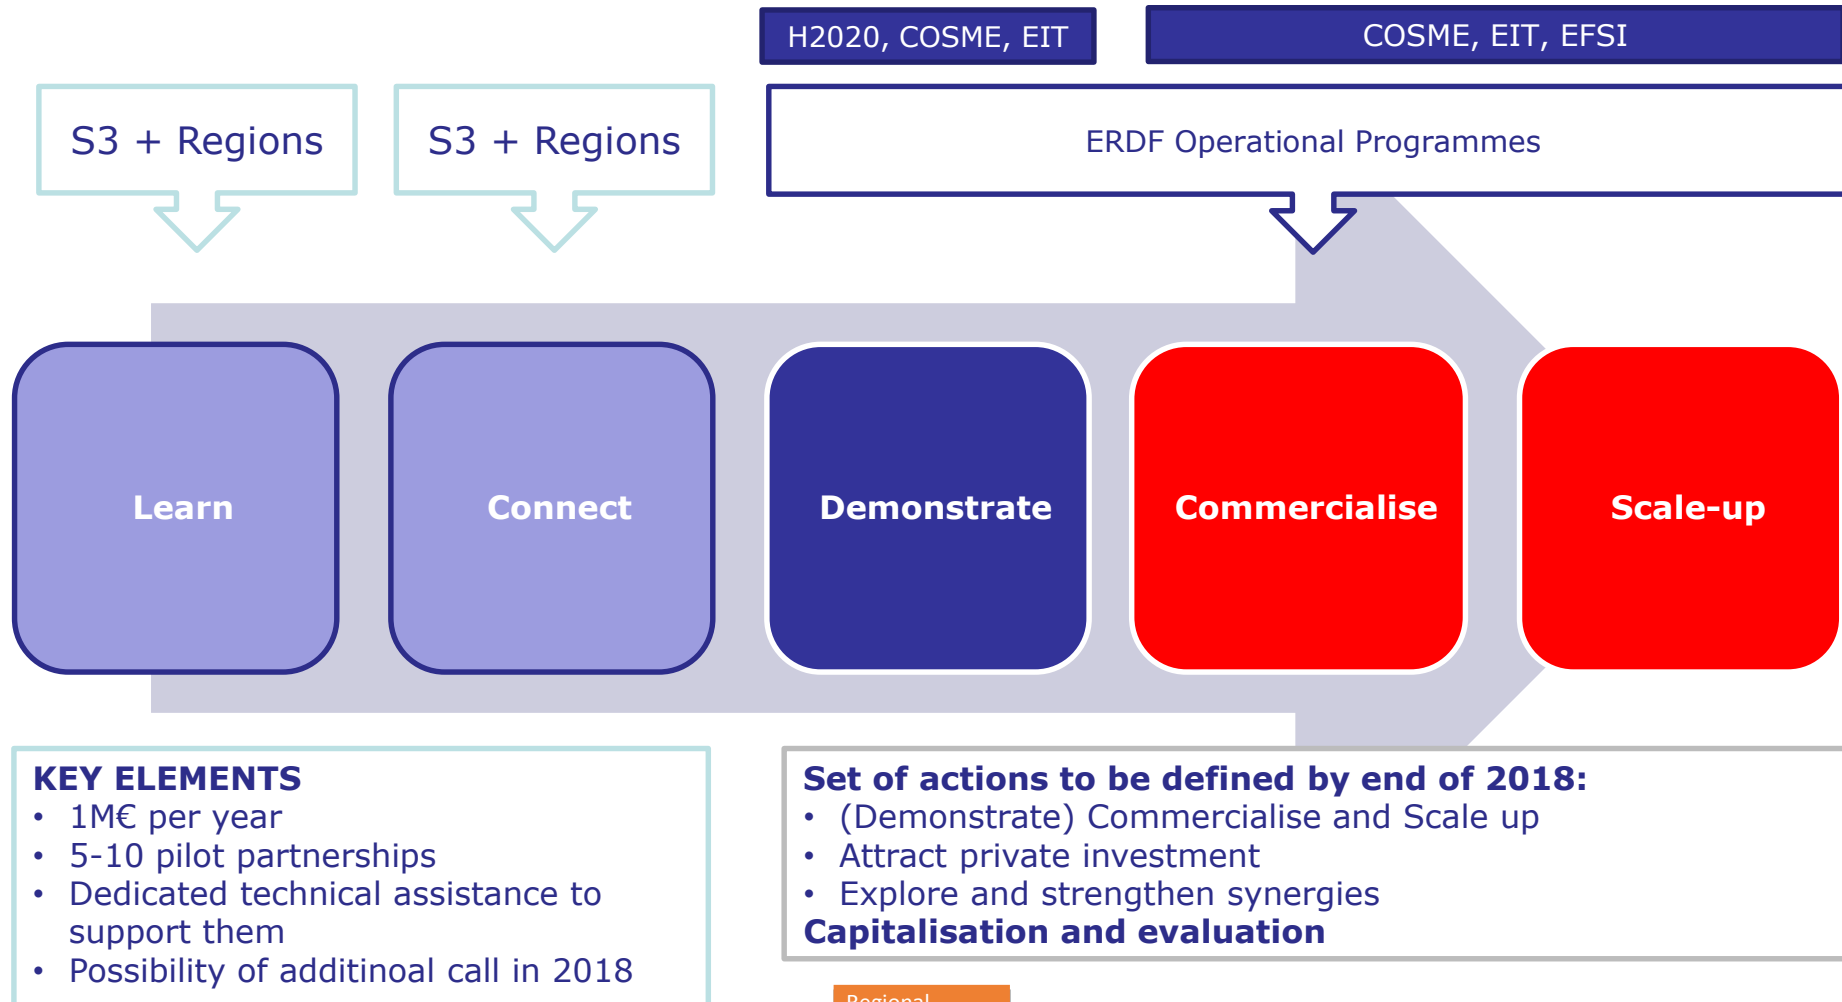 H2020, COSME, EIT
COSME, EIT, EFSI
S3 + Regions
S3 + Regions
ERDF Operational Programmes
Learn
Connect
Demonstrate
Commercialise
Scale-up
KEY ELEMENTS
• 1M€ per year
• 5-10 pilot partnerships
• Dedicated technical assistance to
support them
• Possibility of additinoal call in 2018
Set of actions to be defined by end of 2018:
• (Demonstrate) Commercialise and Scale up
• Attract private investment
• Explore and strengthen synergies
Capitalisation and evaluation
Regional